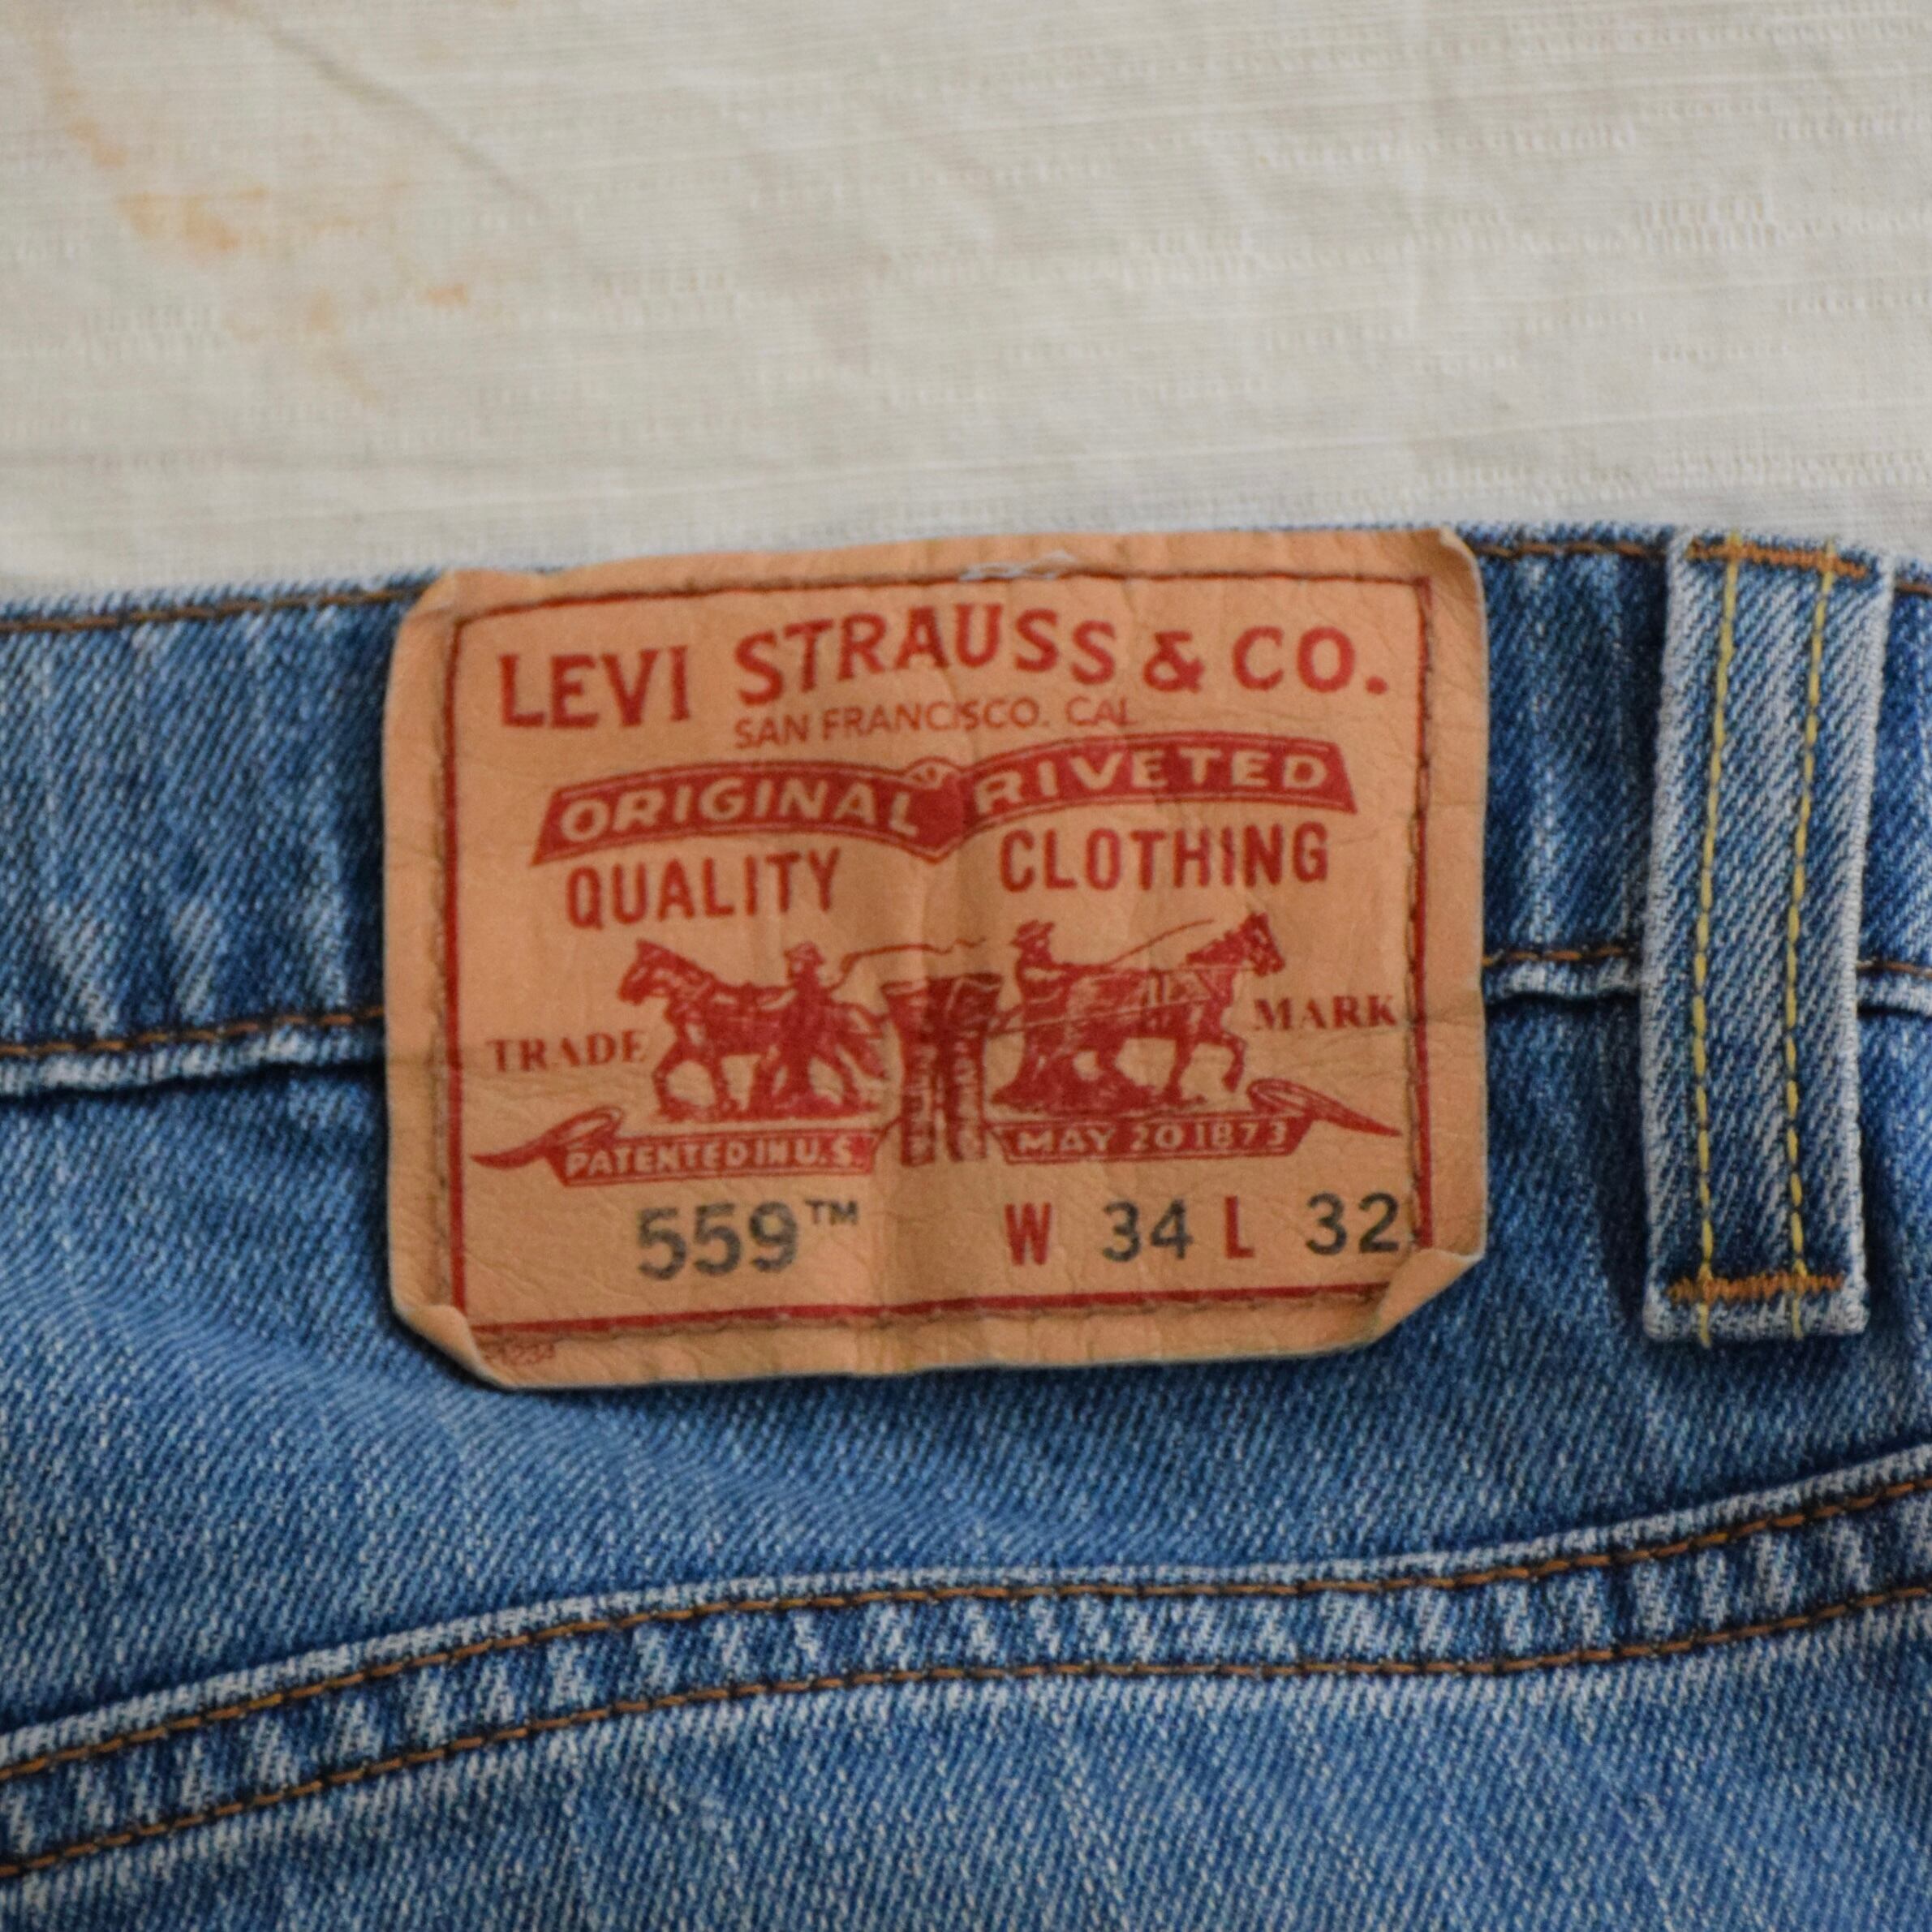 LEVI STRAUSS & CO.
SAN FRANCISCO. CAL
ORIGINAL RIVETED
QUALITY CLOTHING
TRADE MARK
PATENTED IN U.S. MAY 20 1873
559™ W 34 L 32